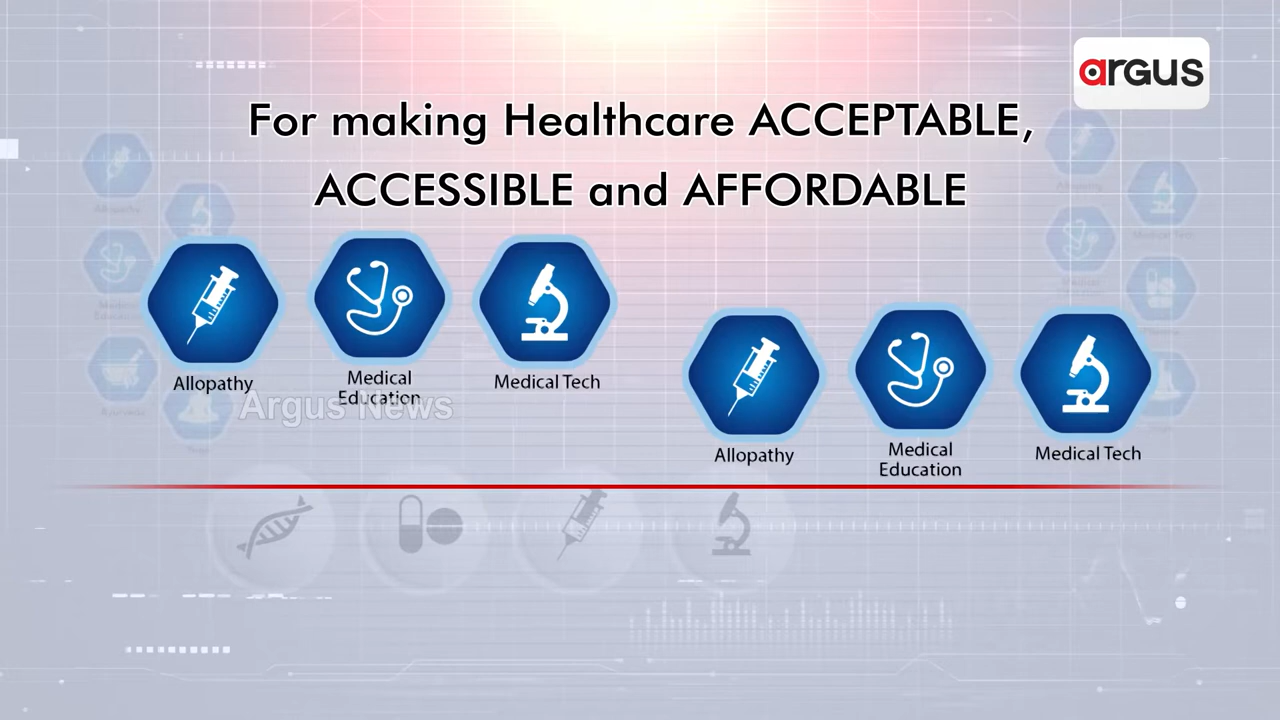 argus
For making Healthcare ACCEPTABLE,
ACCESSIBLE and AFFORDABLE
Allopathy
Medical
Education
Medical Tech
Argus News
Allopathy
Medical
Education
Medical Tech